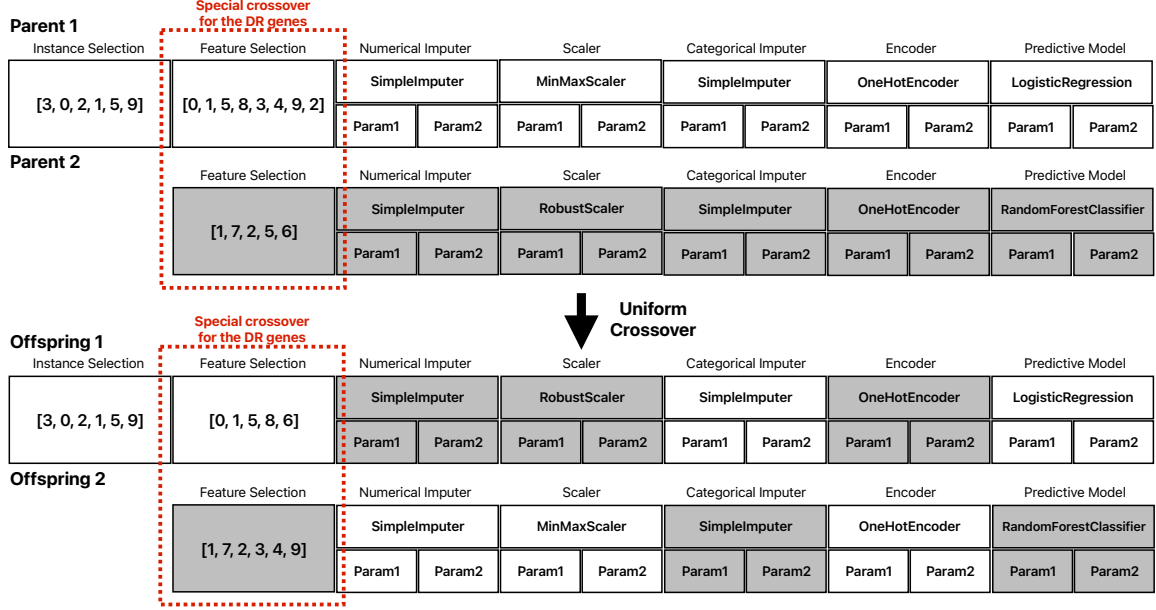 Special crossover
for the DR genes
Parent 1
Instance Selection Feature Selection Numerical Imputer Scaler Categorical Imputer Encoder Predictive Model
SimpleImputer MinMaxScaler SimpleImputer OneHotEncoder LogisticRegression
[3, 0, 2, 1, 5, 9] [0, 1, 5, 8, 3, 4, 9, 2]
Param1 Param2 Param1 Param2 Param1 Param2 Param1 Param2 Param1 Param2
Parent 2
Feature Selection Numerical Imputer Scaler Categorical Imputer Encoder Predictive Model
SimpleImputer RobustScaler SimpleImputer OneHotEncoder RandomForestClassifier
[1, 7, 2, 5, 6]
Param1 Param2 Param1 Param2 Param1 Param2 Param1 Param2 Param1 Param2
Uniform
Crossover
Special crossover
for the DR genes
Offspring 1
Instance Selection Feature Selection Numerical Imputer Scaler Categorical Imputer Encoder Predictive Model
SimpleImputer RobustScaler SimpleImputer OneHotEncoder LogisticRegression
[3, 0, 2, 1, 5, 9] [0, 1, 5, 8, 6]
Param1 Param2 Param1 Param2 Param1 Param2 Param1 Param2 Param1 Param2
Offspring 2
Feature Selection Numerical Imputer Scaler Categorical Imputer Encoder Predictive Model
SimpleImputer MinMaxScaler SimpleImputer OneHotEncoder RandomForestClassifier
[1, 7, 2, 3, 4, 9]
Param1 Param2 Param1 Param2 Param1 Param2 Param1 Param2 Param1 Param2